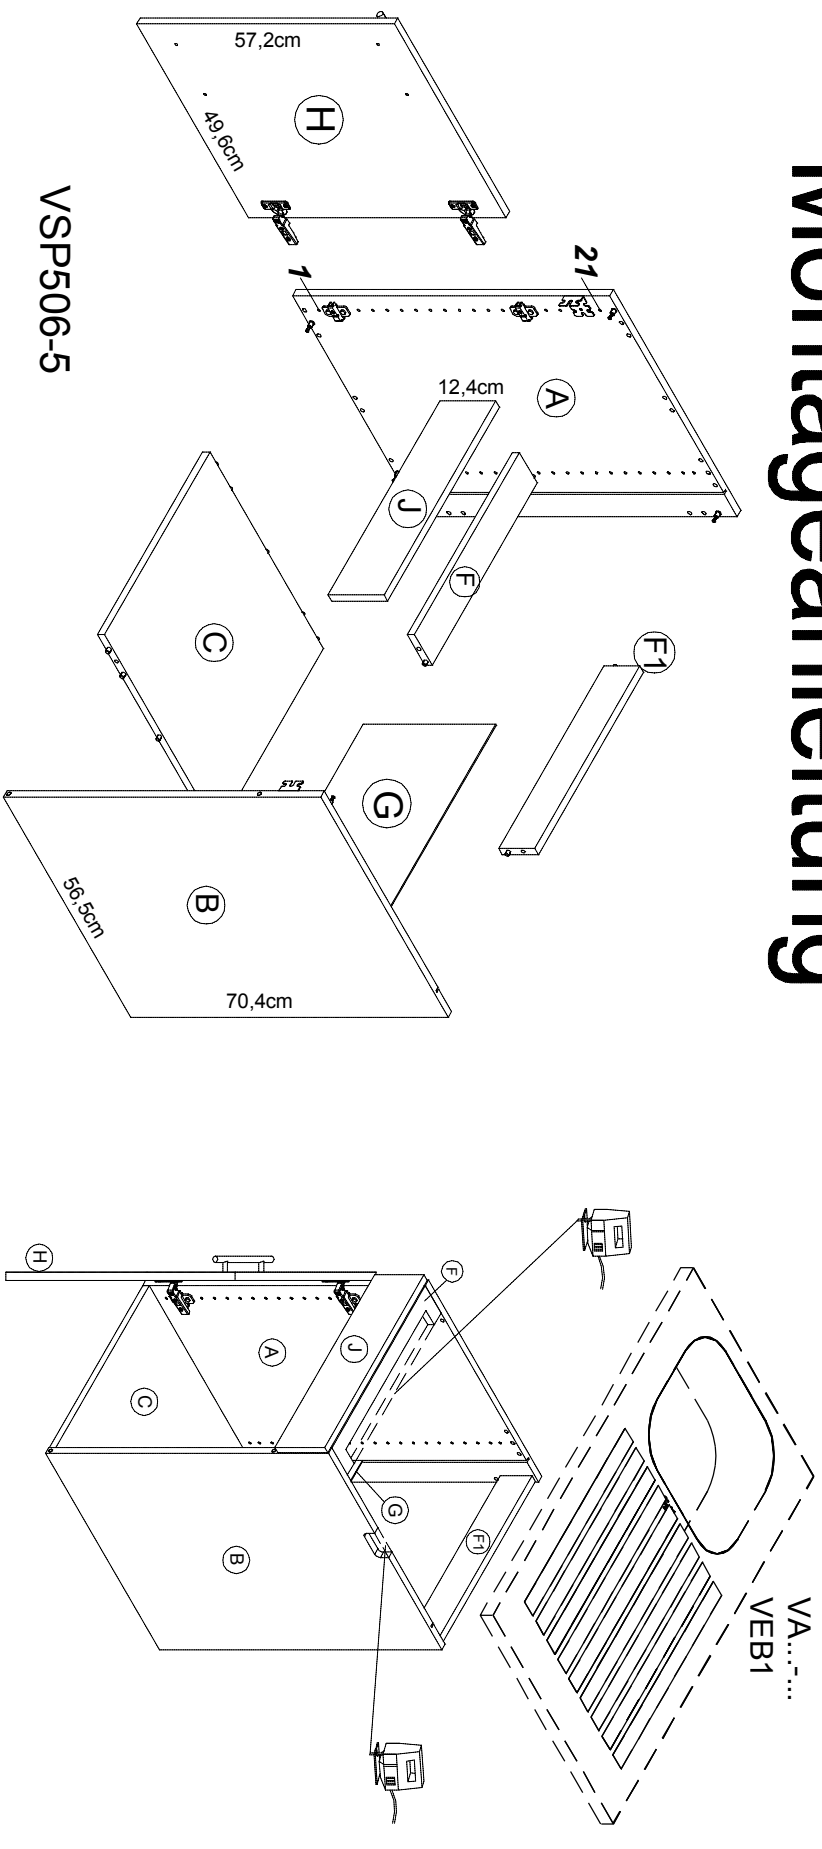 Montageanleitung
57,2cm
H
49,6cm
VSP506-5
1
21
A
12,4cm
J
F
F1
C
G
B
56,5cm
70,4cm
VA...-...
VEB1
H
F
J
A
C
G
F1
B